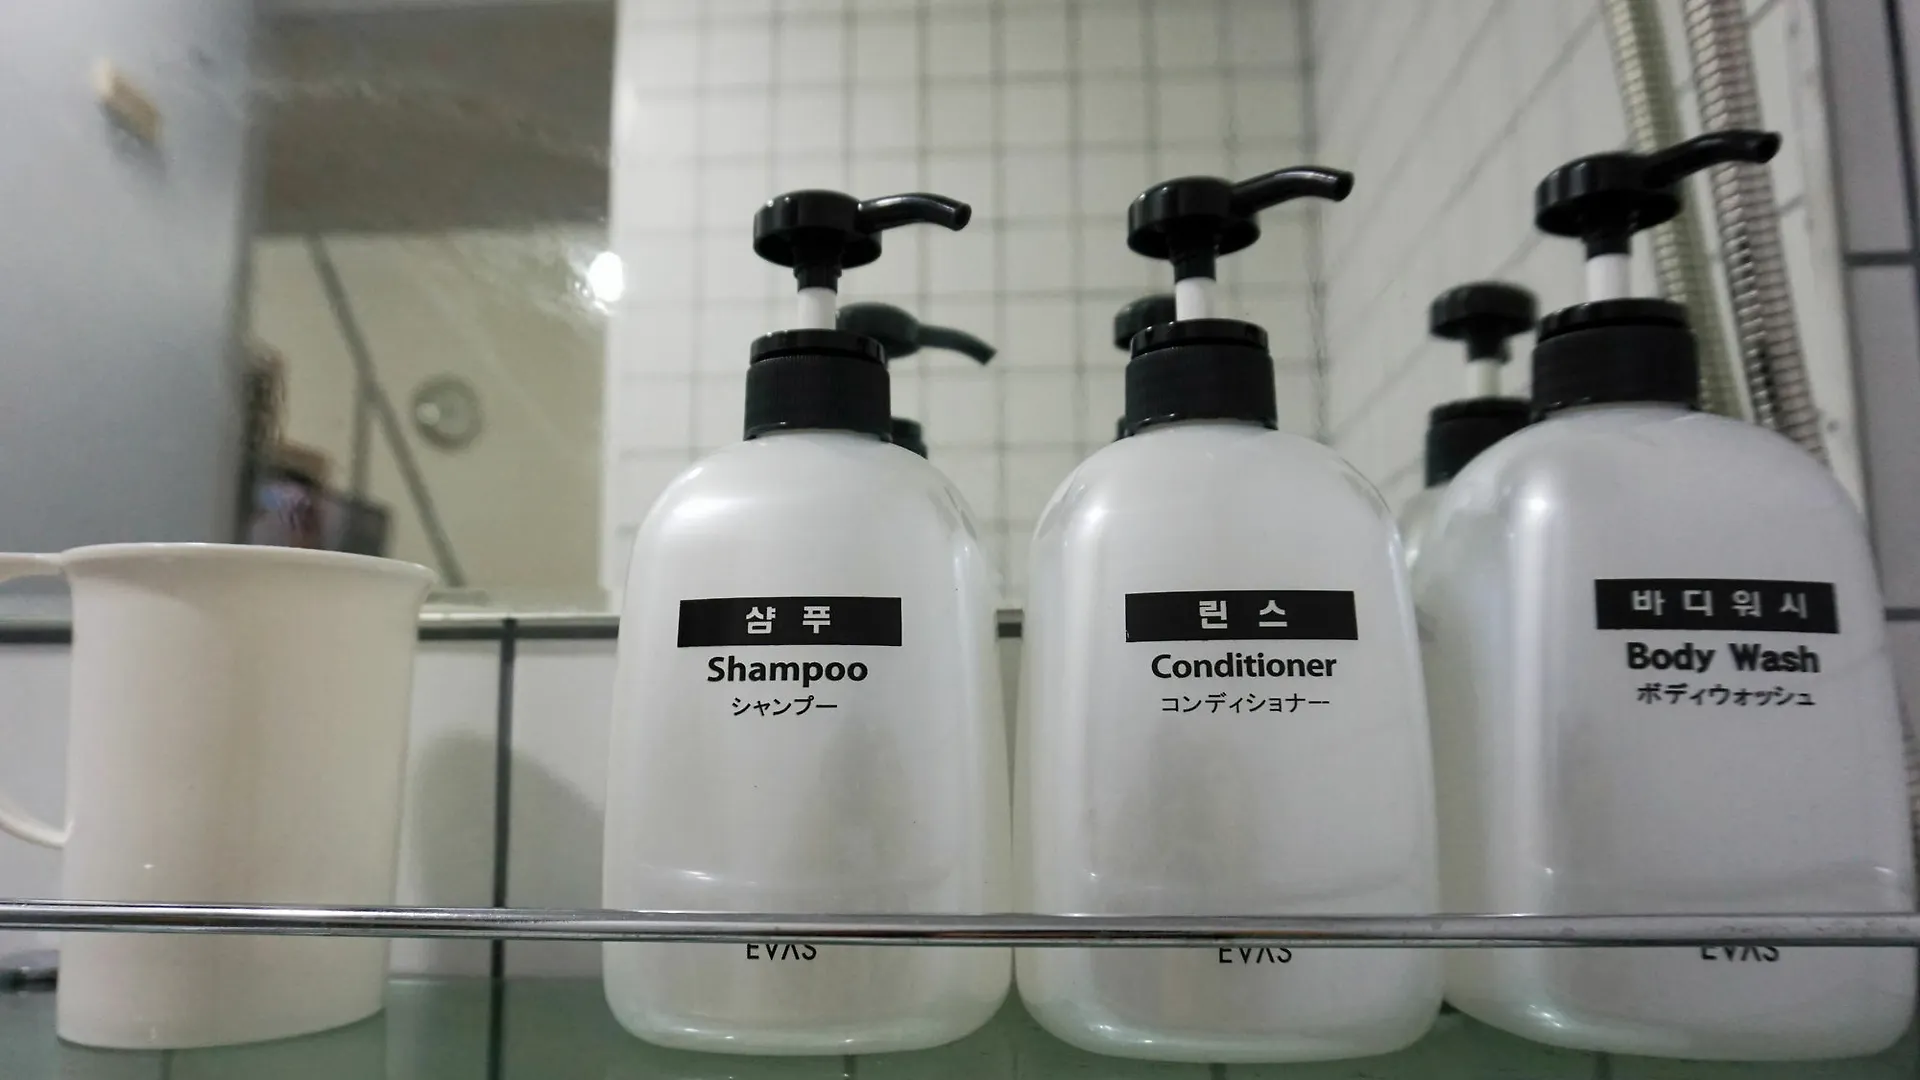 샴푸
Shampoo
シャンプー
EVAS
린스
Conditioner
コンディショナー
EVAS
바디워시
Body Wash
ボディウォッシュ
EVAS